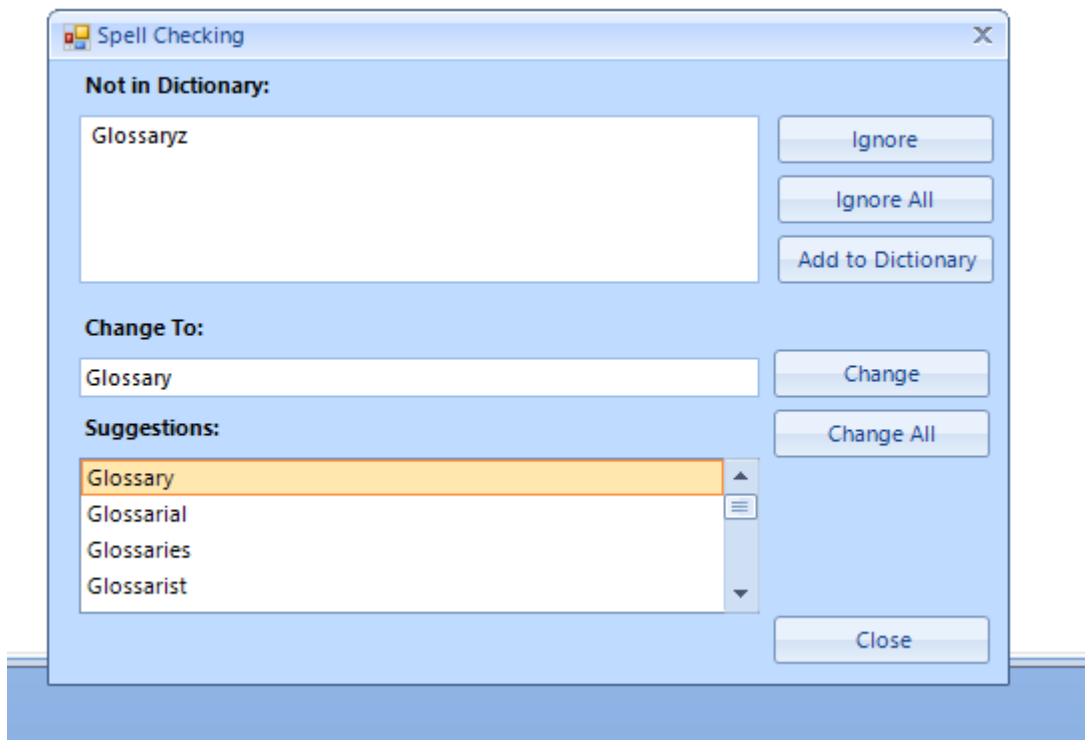 Spell Checking
Not in Dictionary:
Glossaryz
Ignore
Ignore All
Add to Dictionary
Change To:
Glossary
Change
Suggestions:
Change All
Glossary
Glossarial
Glossaries
Glossarist
Close